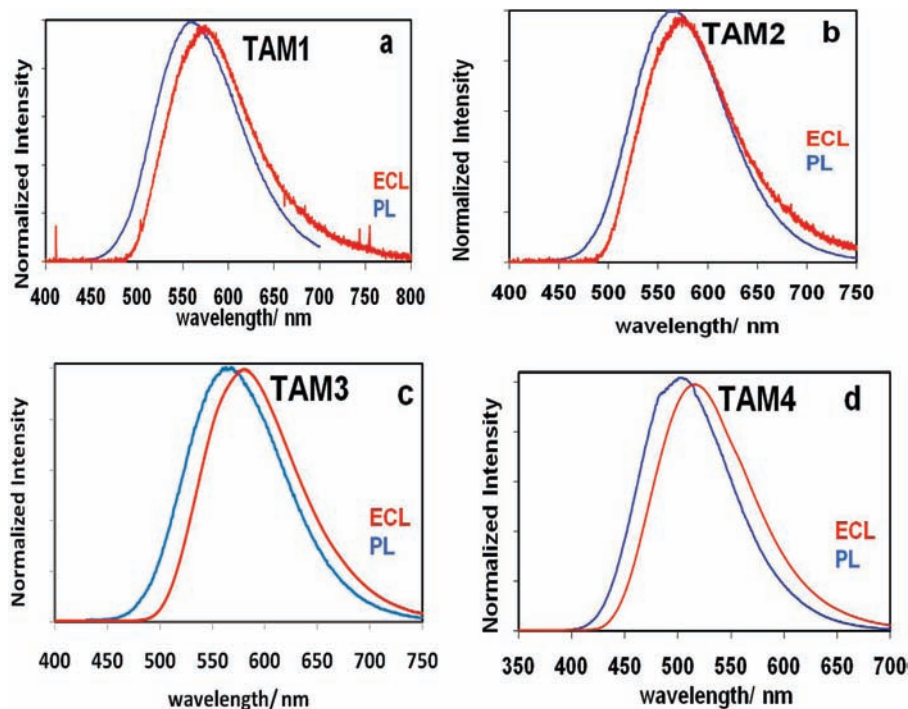 TAM1
a
Normalized Intensity
ECL
PL
400 450 500 550 600 650 700 750 800
wavelength/ nm
TAM2
b
Normalized Intensity
ECL
PL
400 450 500 550 600 650 700 750
wavelength/ nm
TAM3
c
Normalized Intensity
ECL
PL
400 450 500 550 600 650 700 750
wavelength/ nm
TAM4
d
Normalized Intensity
ECL
PL
350 400 450 500 550 600 650 700
wavelength/ nm